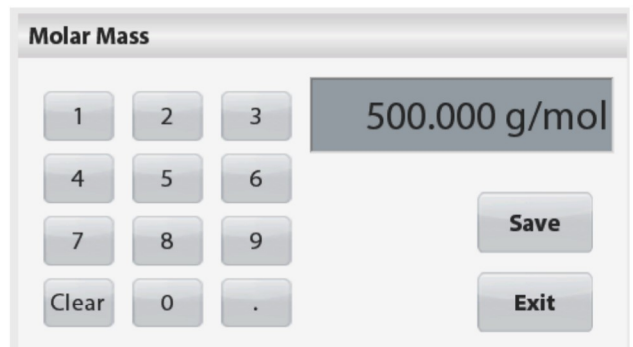 Molar Mass
1 2 3 500.000 g/mol
4 5 6
7 8 9 Save
Clear 0 . Exit